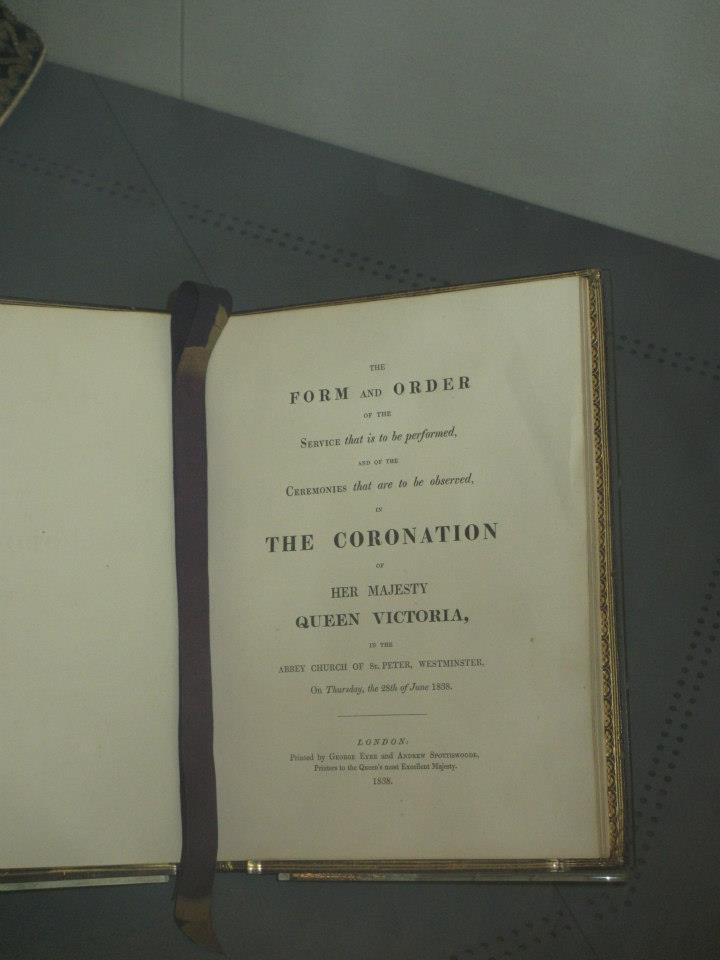 THE
FORM AND ORDER
OF THE
SERVICE that is to be performed,
AND OF THE
CEREMONIES that are to be observed,
IN
THE CORONATION
OF
HER MAJESTY
QUEEN VICTORIA,
IN THE
ABBEY CHURCH OF ST. PETER, WESTMINSTER,
On Thursday, the 28th of June 1838.
LONDON:
Printed by GEORGE EYRE and ANDREW SPOTTISWOODE,
Printers to the Queen's most Excellent Majesty.
1838.